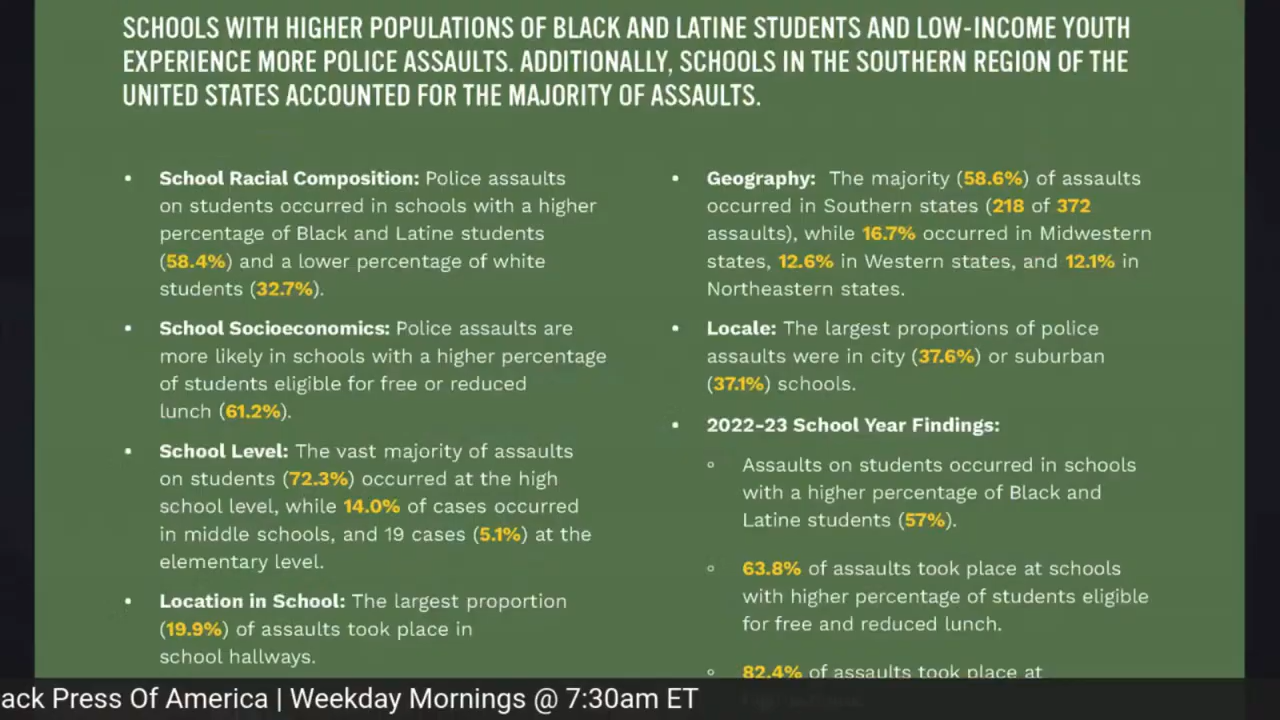 SCHOOLS WITH HIGHER POPULATIONS OF BLACK AND LATINE STUDENTS AND LOW-INCOME YOUTH
EXPERIENCE MORE POLICE ASSAULTS. ADDITIONALLY, SCHOOLS IN THE SOUTHERN REGION OF THE
UNITED STATES ACCOUNTED FOR THE MAJORITY OF ASSAULTS.
• School Racial Composition: Police assaults
on students occurred in schools with a higher
percentage of Black and Latine students
(58.4%) and a lower percentage of white
students (32.7%).
• School Socioeconomics: Police assaults are
more likely in schools with a higher percentage
of students eligible for free or reduced
lunch (61.2%).
• School Level: The vast majority of assaults
on students (72.3%) occurred at the high
school level, while 14.0% of cases occurred
in middle schools, and 19 cases (5.1%) at the
elementary level.
• Location in School: The largest proportion
(19.9%) of assaults took place in
school hallways.
• Geography: The majority (58.6%) of assaults
occurred in Southern states (218 of 372
assaults), while 16.7% occurred in Midwestern
states, 12.6% in Western states, and 12.1% in
Northeastern states.
• Locale: The largest proportions of police
assaults were in city (37.6%) or suburban
(37.1%) schools.
• 2022-23 School Year Findings:
◦ Assaults on students occurred in schools
with a higher percentage of Black and
Latine students (57%).
◦ 63.8% of assaults took place at schools
with higher percentage of students eligible
for free and reduced lunch.
◦ 82.4% of assaults took place at
ack Press Of America | Weekday Mornings @ 7:30am ET